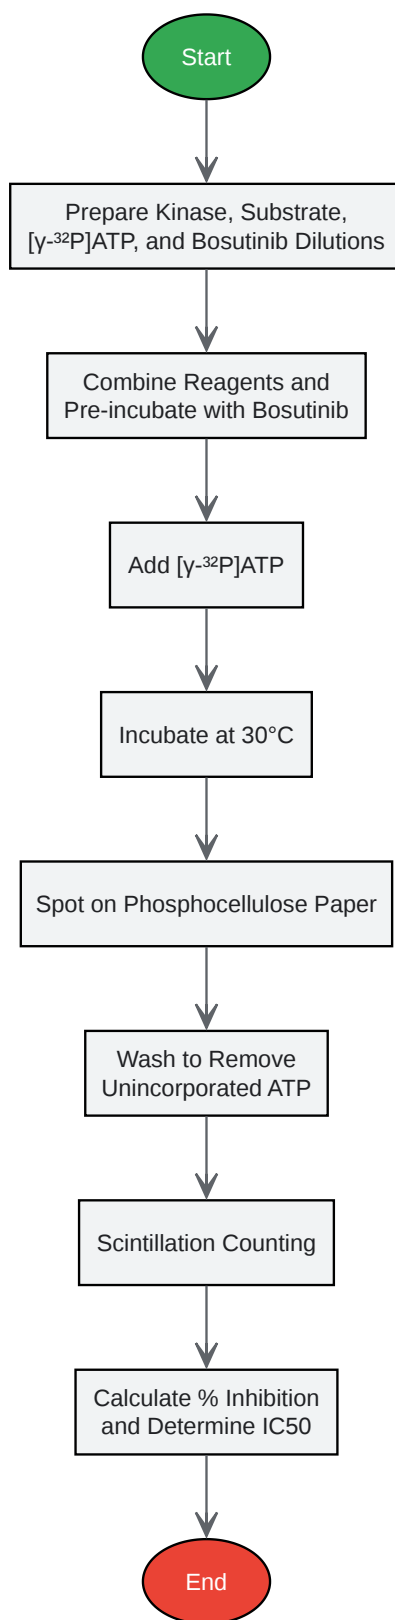 Start
Prepare Kinase, Substrate,
[γ-³²P]ATP, and Bosutinib Dilutions
Combine Reagents and
Pre-incubate with Bosutinib
Add [γ-³²P]ATP
Incubate at 30°C
Spot on Phosphocellulose Paper
Wash to Remove
Unincorporated ATP
Scintillation Counting
Calculate % Inhibition
and Determine IC50
End